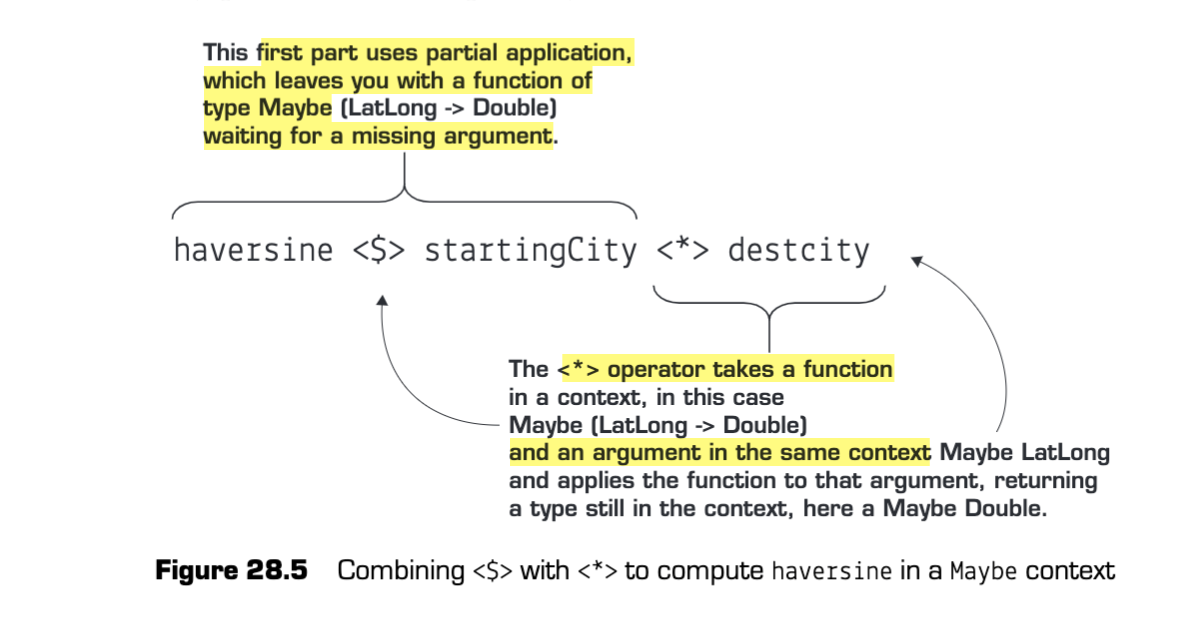 This first part uses partial application,
which leaves you with a function of
type Maybe (LatLong -> Double)
waiting for a missing argument.
haversine <$> startingCity <*> destcity
The <*> operator takes a function
in a context, in this case
Maybe (LatLong -> Double)
and an argument in the same context Maybe LatLong
and applies the function to that argument, returning
a type still in the context, here a Maybe Double.
Figure 28.5 Combining <$> with <*> to compute haversine in a Maybe context